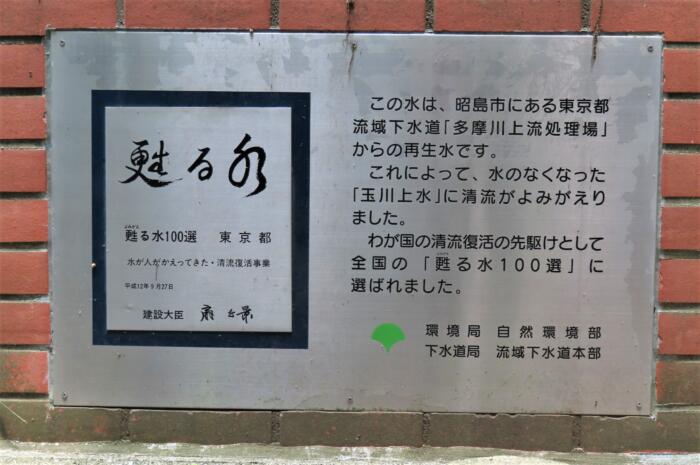 甦る水
よみがえ
甦る水100選 東京都
水が人がかえってきた・清流復活事業
平成12年9月27日
建設大臣
この水は、昭島市にある東京都
流域下水道「多摩川上流処理場」
からの再生水です。
これによって、水のなくなった
「玉川上水」に清流がよみがえり
ました。
わが国の清流復活の先駆けとして
全国の「甦る水100選」に
選ばれました。
環境局 自然環境部
下水道局 流域下水道本部